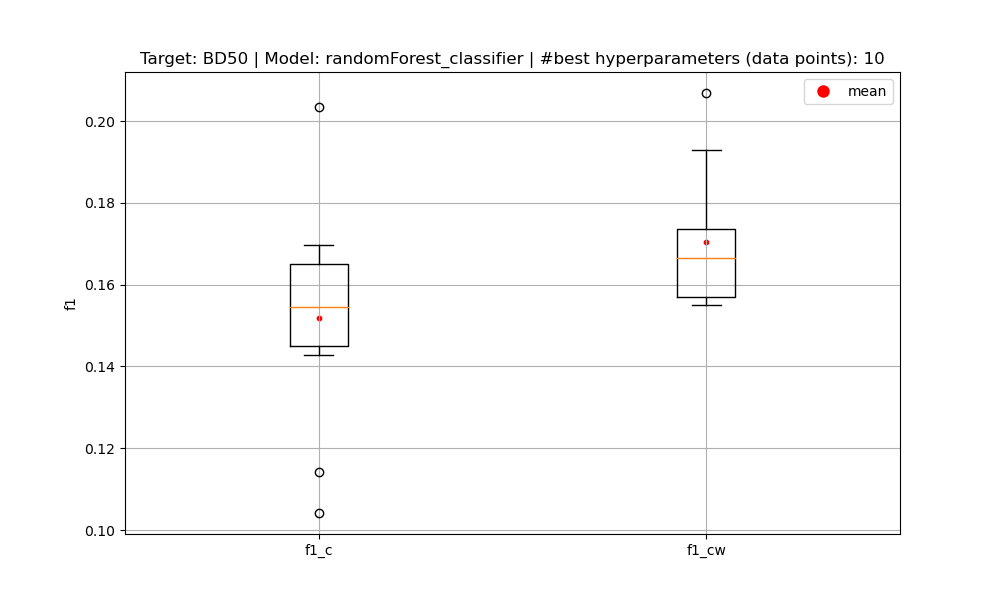 Target: BD50 | Model: randomForest_classifier | #best hyperparameters (data points): 10
mean
0.20
0.18
0.16
0.14
0.12
0.10
f1
f1_c
f1_cw